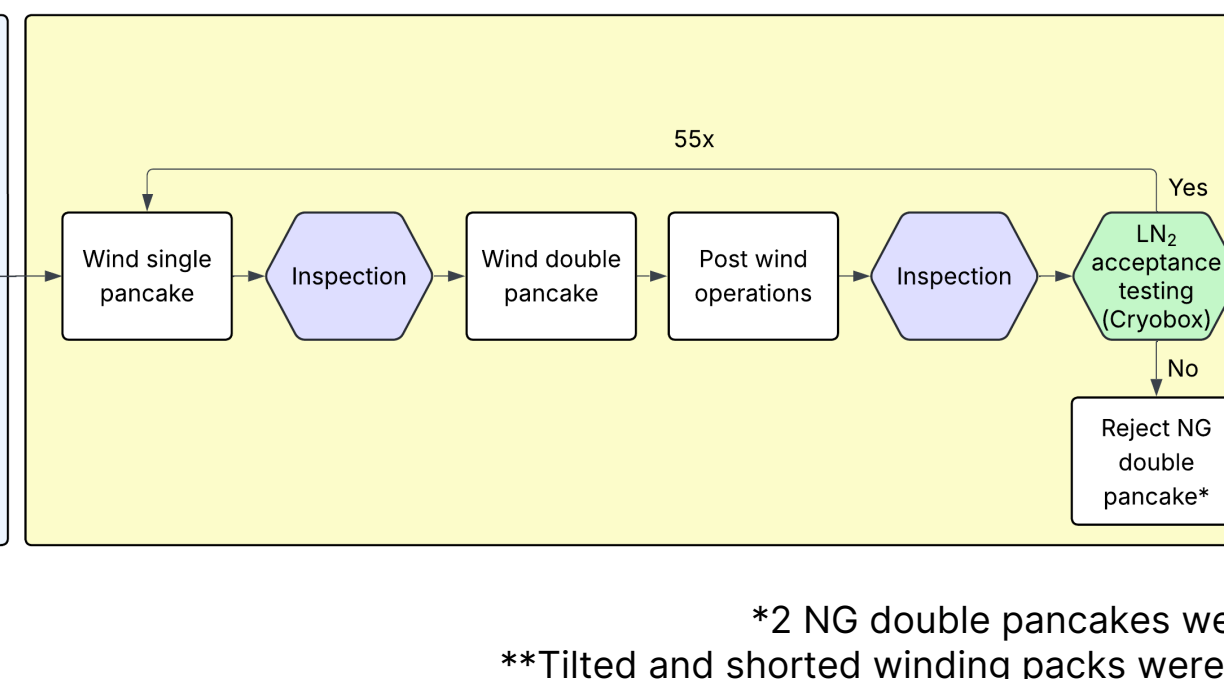 55x
Yes
Wind single
pancake
Inspection
Wind double
pancake
Post wind
operations
Inspection
LN₂
acceptance
testing
(Cryobox)
No
Reject NG
double
pancake*
*2 NG double pancakes
**Tilted and shorted winding packs were